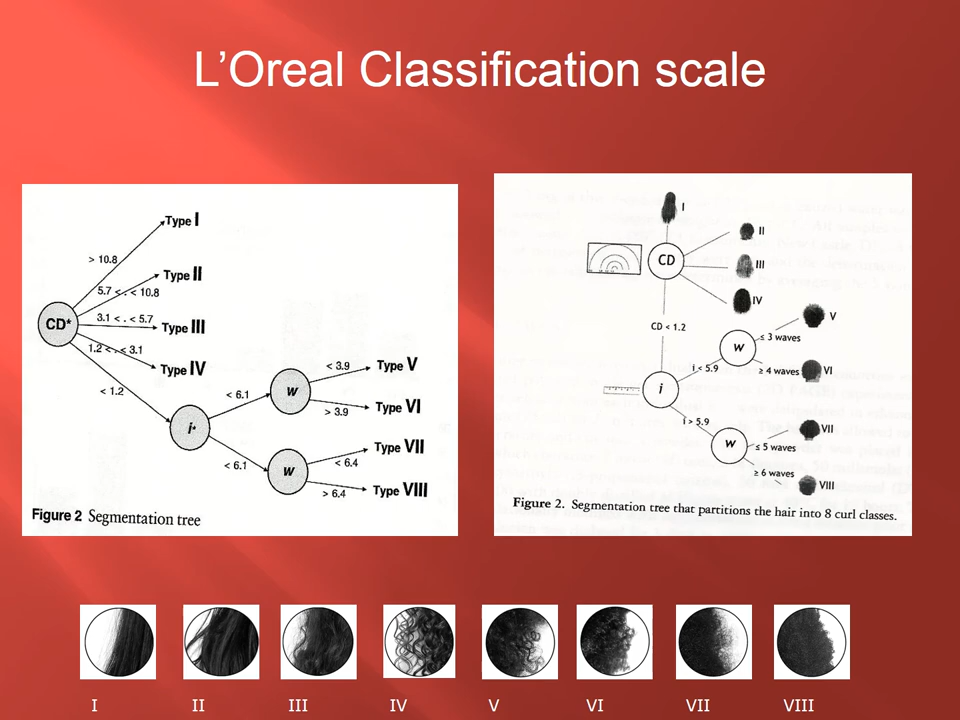 L'Oreal Classification scale
Type I
> 10.8
Type II
5.7 < . < 10.8
CD*
3.1 < . < 5.7
Type III
1.2 < . < 3.1
Type IV
< 1.2
< 3.9
Type V
< 6.1
w
> 3.9
Type VI
i*
< 6.1
w
< 6.4
Type VII
> 6.4
Type VIII
Figure 2 Segmentation tree
I
II
CD
III
IV
CD < 1.2
V
≤ 3 waves
w
i < 5.9
≥ 4 waves
VI
i
i > 5.9
VII
w
≤ 5 waves
≥ 6 waves
VIII
Figure 2. Segmentation tree that partitions the hair into 8 curl classes.
I II III IV V VI VII VIII